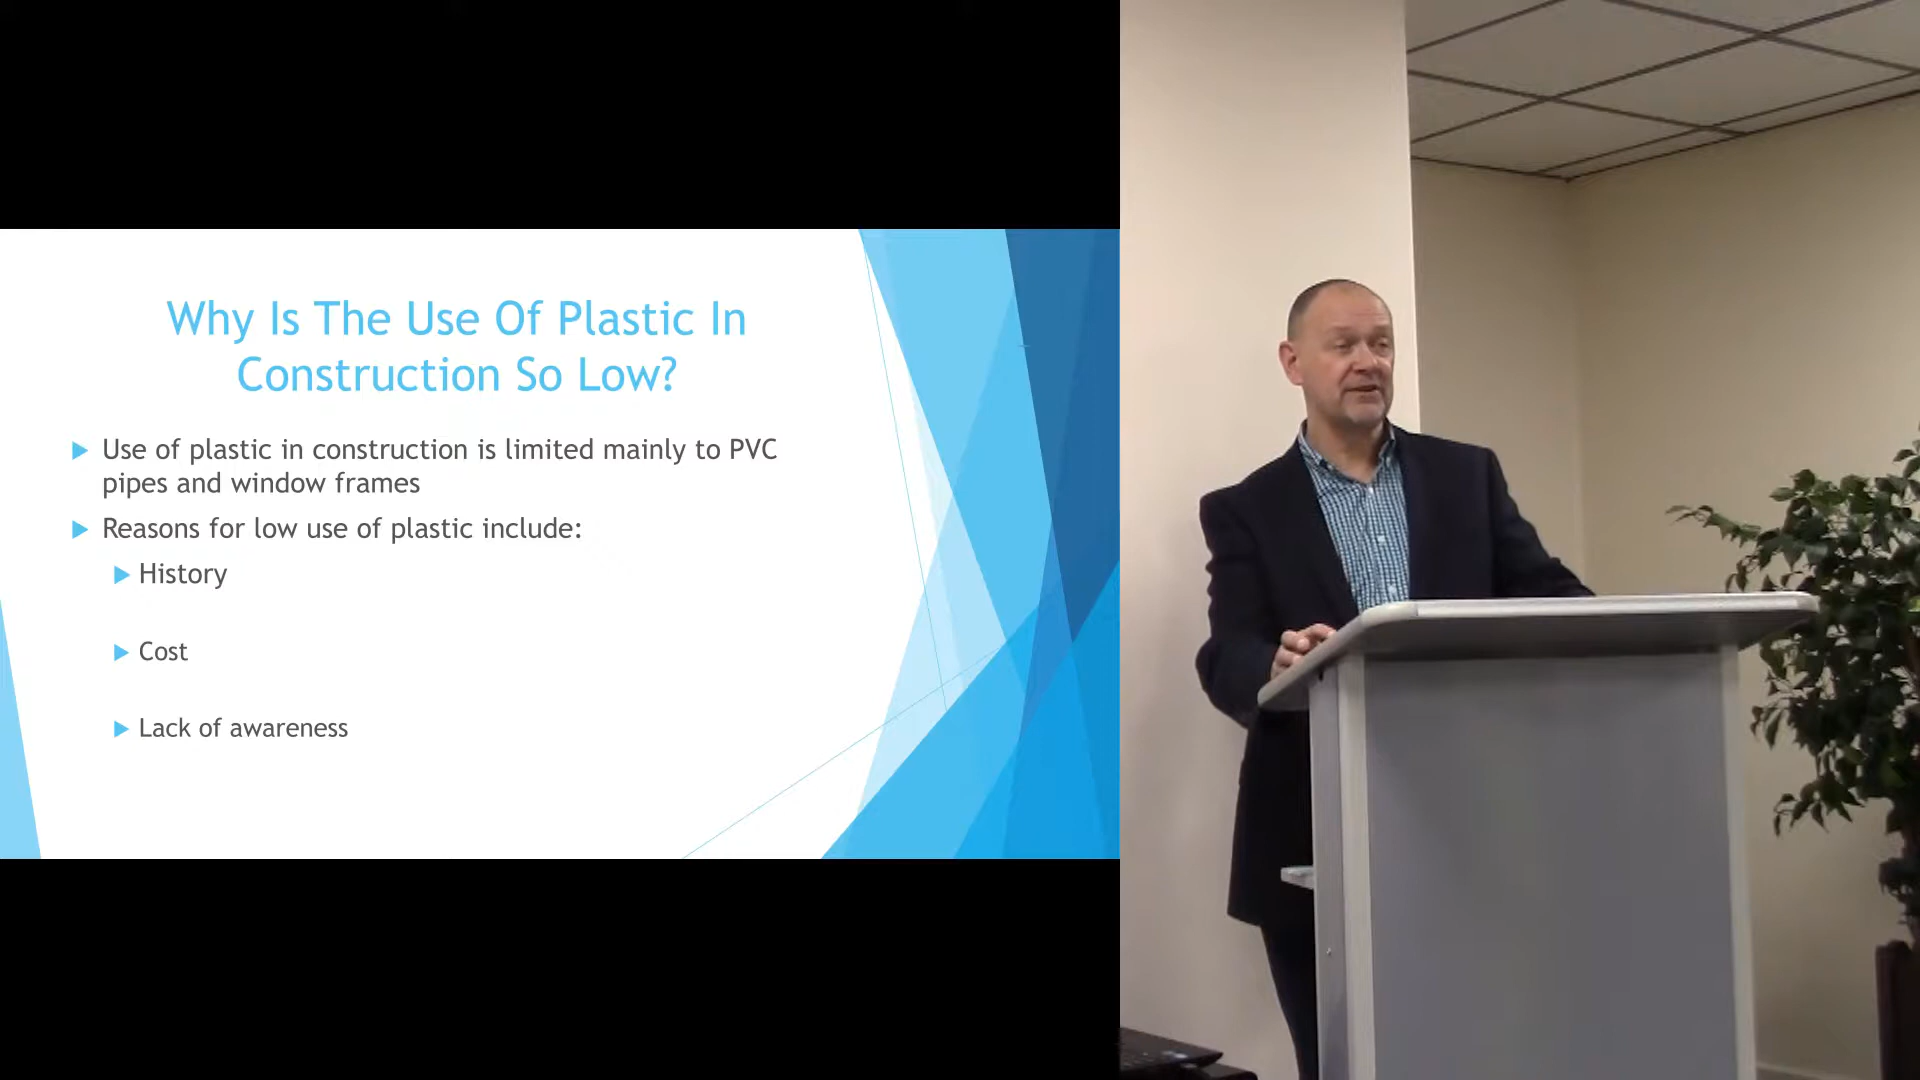 Why Is The Use Of Plastic In
Construction So Low?
Use of plastic in construction is limited mainly to PVC
pipes and window frames
Reasons for low use of plastic include:
History
Cost
Lack of awareness